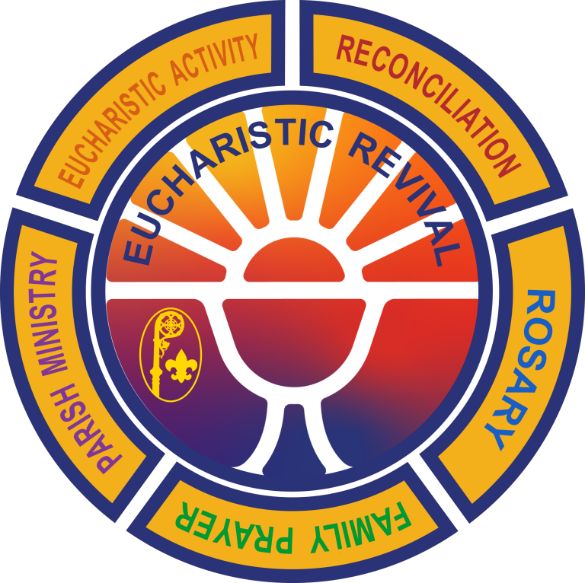 EUCHARISTIC REVIVAL
EUCHARISTIC ACTIVITY
RECONCILIATION
ROSARY
FAMILY PRAYER
PARISH MINISTRY